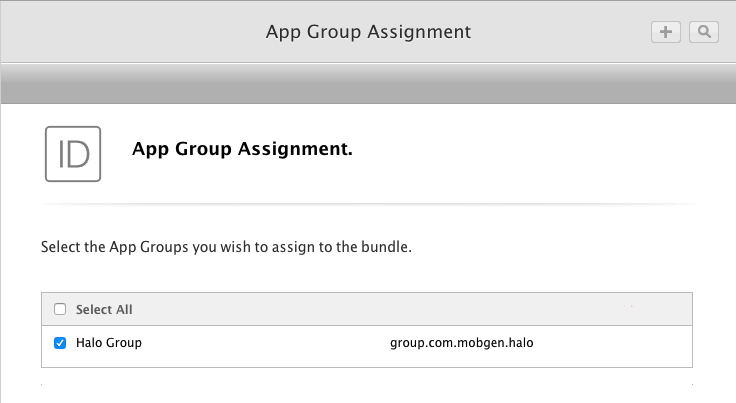 App Group Assignment
ID
App Group Assignment.
Select the App Groups you wish to assign to the bundle.
Select All
Halo Group group.com.mobgen.halo